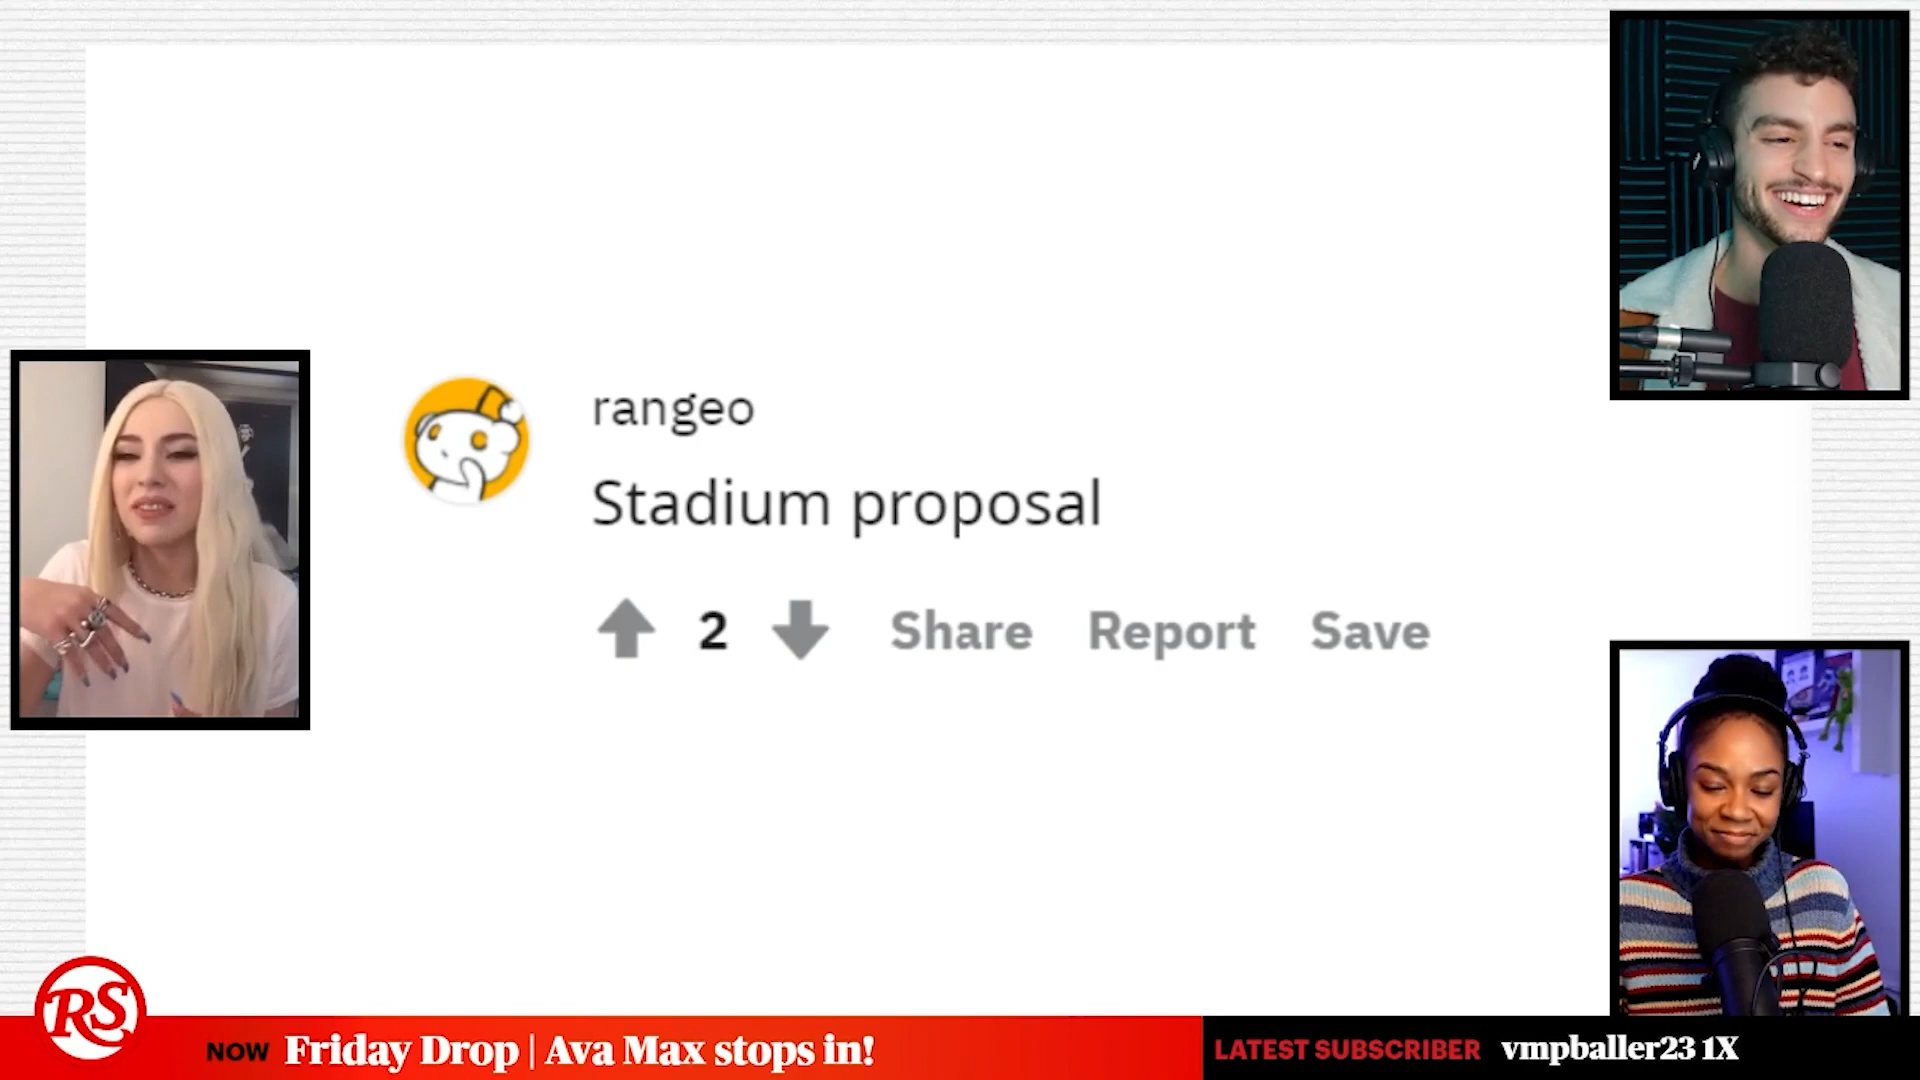 rangeo
Stadium proposal
2 Share Report Save
RS
NOW Friday Drop | Ava Max stops in!
LATEST SUBSCRIBER vmpballer23 1X